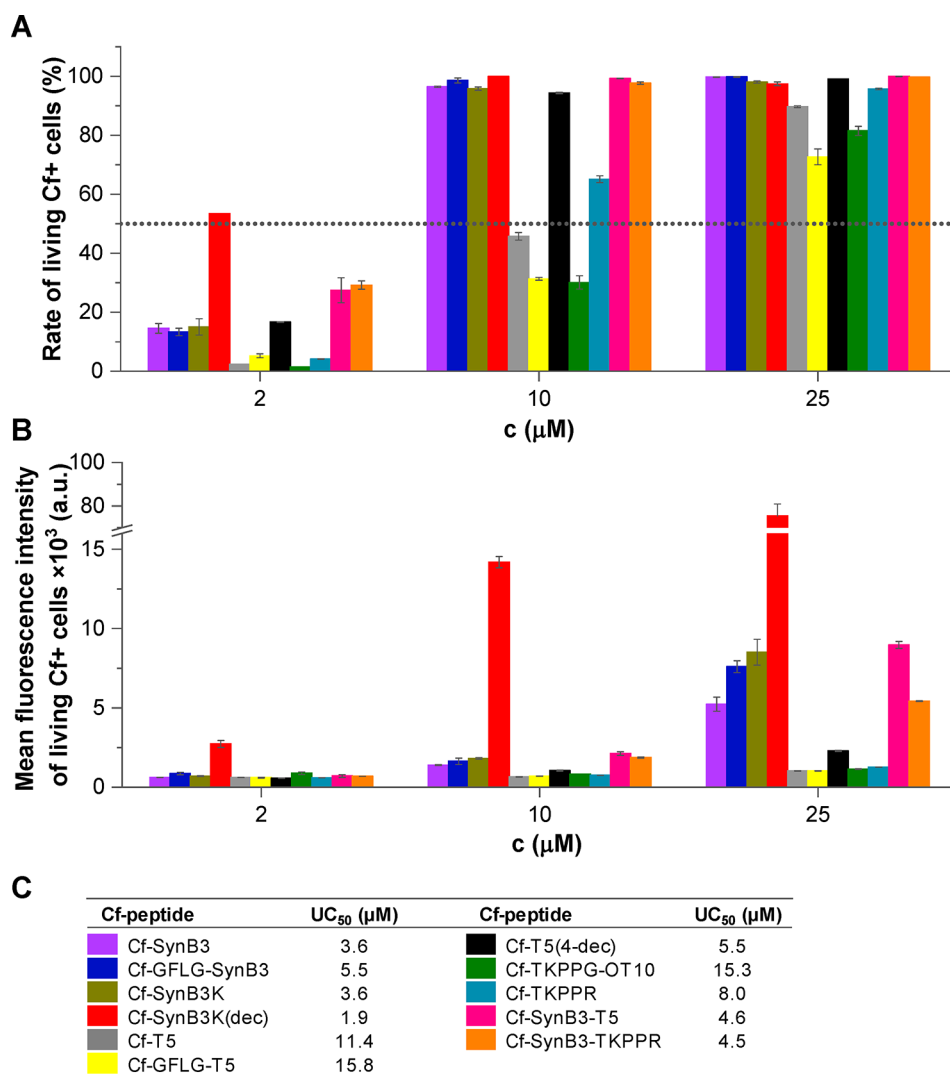 A
Rate of living Cf+ cells (%)
100
80
60
40
20
0
2 10 25
c (μM)
B
Mean fluorescence intensity
of living Cf+ cells ×10³ (a.u.)
100
80
15
10
5
0
2 10 25
c (μM)
C
Cf-peptide UC₅₀ (μM) Cf-peptide UC₅₀ (μM)
Cf-SynB3 3.6 Cf-T5(4-dec) 5.5
Cf-GFLG-SynB3 5.5 Cf-TKPPG-OT10 15.3
Cf-SynB3K 3.6 Cf-TKPPR 8.0
Cf-SynB3K(dec) 1.9 Cf-SynB3-T5 4.6
Cf-T5 11.4 Cf-SynB3-TKPPR 4.5
Cf-GFLG-T5 15.8